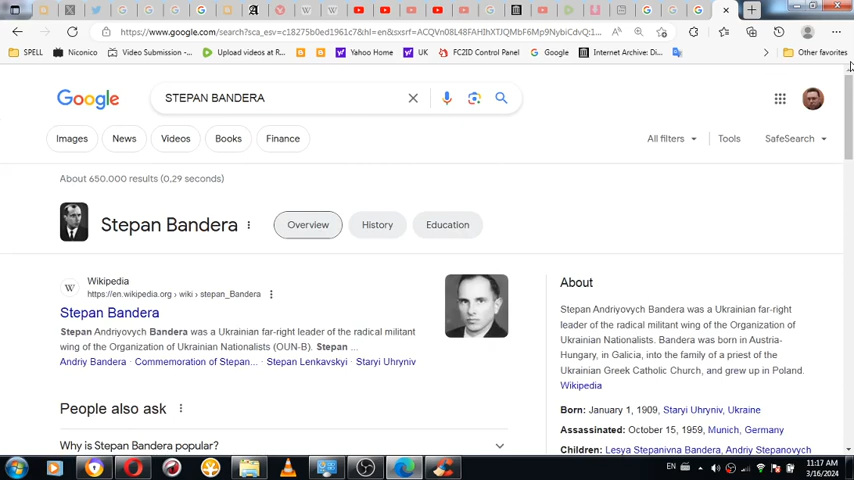 https://www.google.com/search?sca_esv=c18275b0ed1961c7&hl=en&sxsrf=ACQVn08L48FAHIhXTJQMbF6Mp9NybiCdvQ:1...
SPELL Niconico Video Submission -... Upload videos at R... Yahoo Home UK FC2ID Control Panel Google Internet Archive: Di... Other favorites
Google STEPAN BANDERA
Images News Videos Books Finance All filters Tools SafeSearch
About 650.000 results (0,29 seconds)
Stepan Bandera Overview History Education
Wikipedia
https://en.wikipedia.org › wiki › stepan_Bandera
Stepan Bandera
Stepan Andriyovych Bandera was a Ukrainian far-right leader of the radical militant
wing of the Organization of Ukrainian Nationalists (OUN-B). Stepan ...
Andriy Bandera · Commemoration of Stepan... · Stepan Lenkavskyi · Staryi Uhryniv
People also ask
Why is Stepan Bandera popular?
About
Stepan Andriyovych Bandera was a Ukrainian far-right
leader of the radical militant wing of the Organization of
Ukrainian Nationalists. Bandera was born in Austria-
Hungary, in Galicia, into the family of a priest of the
Ukrainian Greek Catholic Church, and grew up in Poland.
Wikipedia
Born: January 1, 1909, Staryi Uhryniv, Ukraine
Assassinated: October 15, 1959, Munich, Germany
Children: Lesya Stepanivna Bandera, Andriy Stepanovych
EN 11:17 AM
3/16/2024